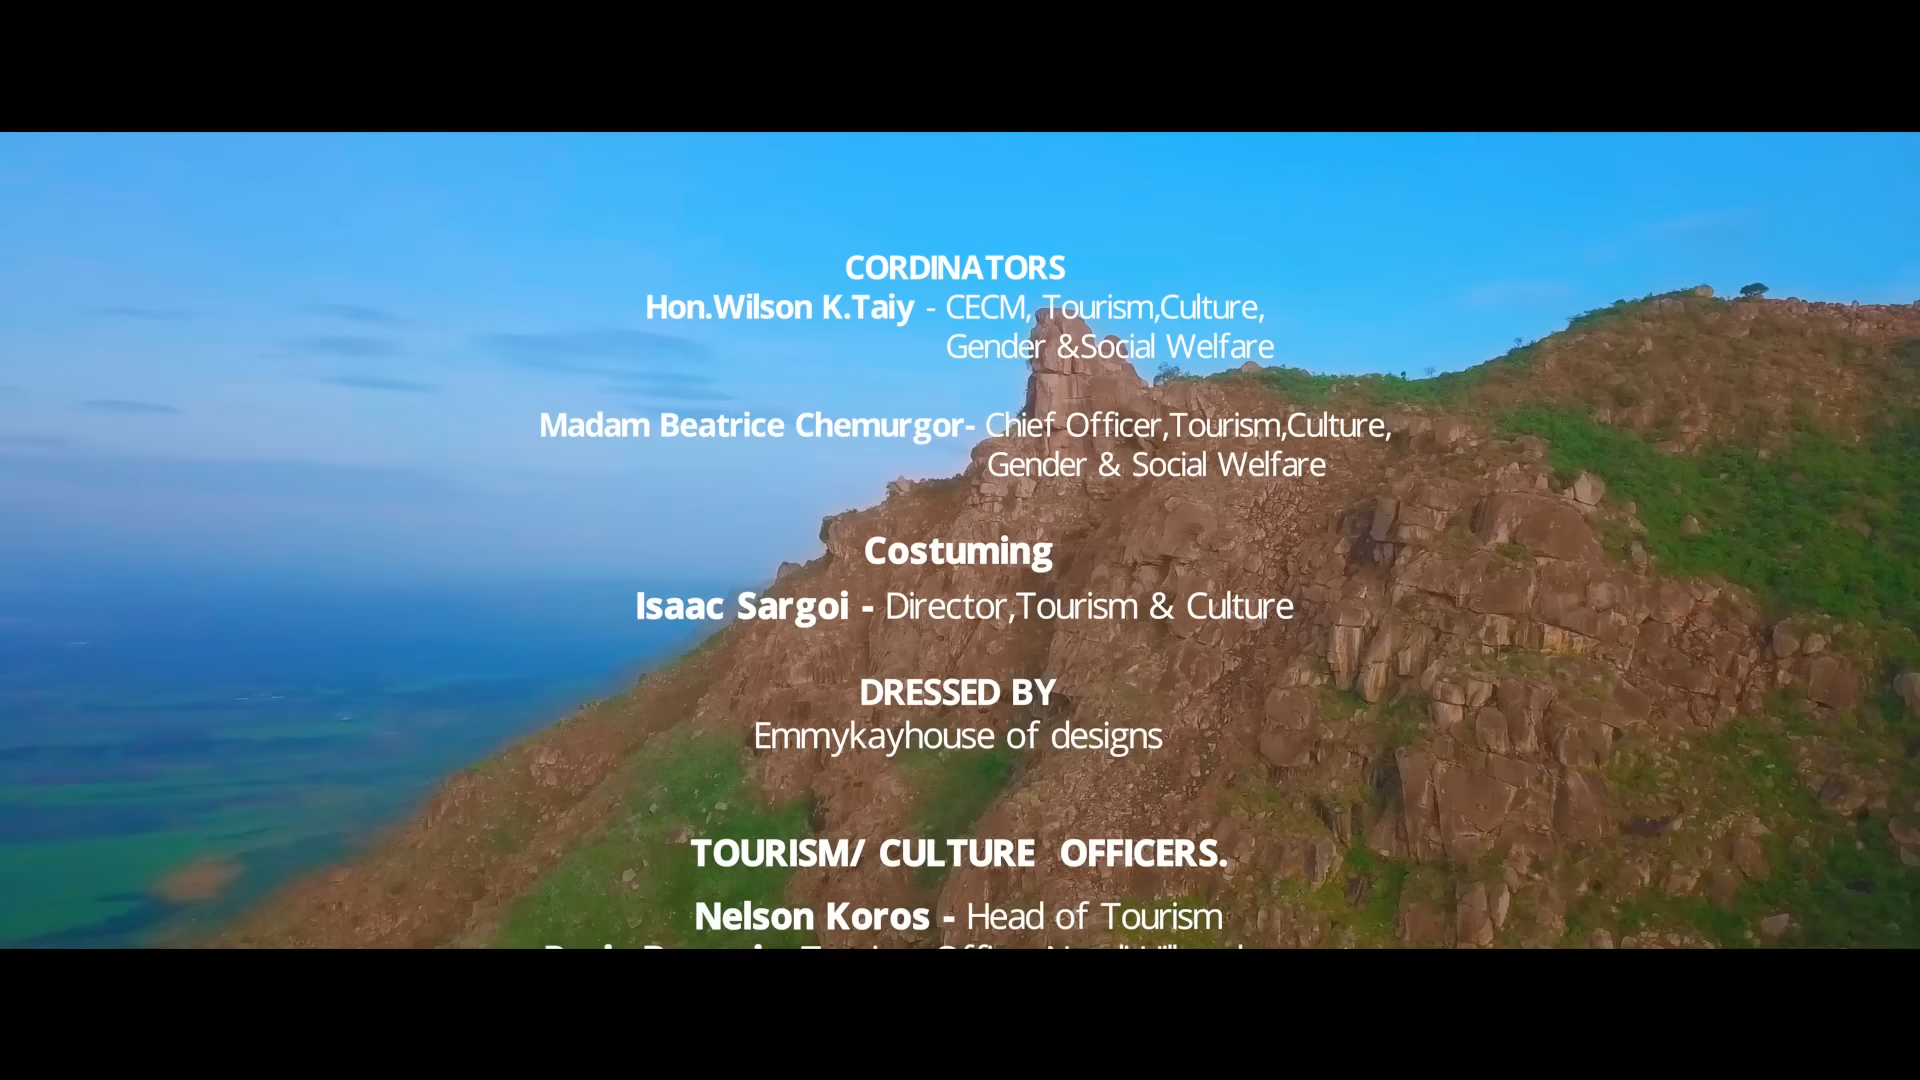 CORDINATORS
Hon.Wilson K.Taiy - CECM, Tourism,Culture,
Gender &Social Welfare
Madam Beatrice Chemurgor- Chief Officer,Tourism,Culture,
Gender & Social Welfare
Costuming
Isaac Sargoi - Director,Tourism & Culture
DRESSED BY
Emmykayhouse of designs
TOURISM/ CULTURE OFFICERS.
Nelson Koros - Head of Tourism